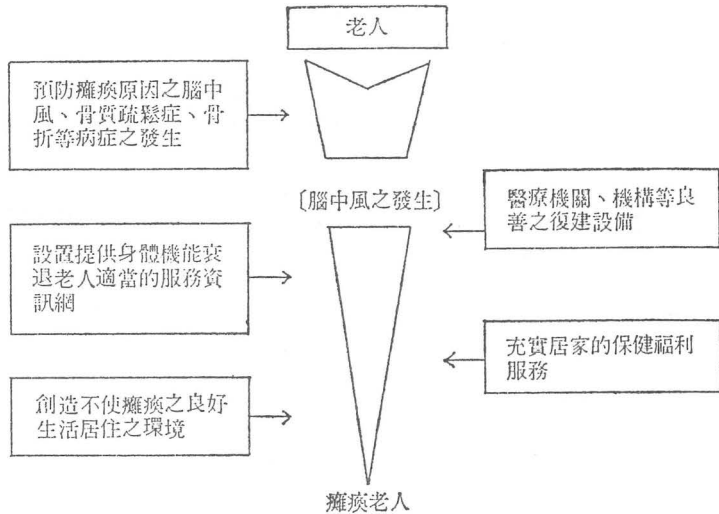 老人
預防癱瘓原因之腦中
風、骨質疏鬆症、骨
折等病症之發生
〔腦中風之發生〕
醫療機關、機構等良
善之復建設備
設置提供身體機能衰
退老人適當的服務資
訊網
充實居家的保健福利
服務
創造不使癱瘓之良好
生活居住之環境
癱瘓老人